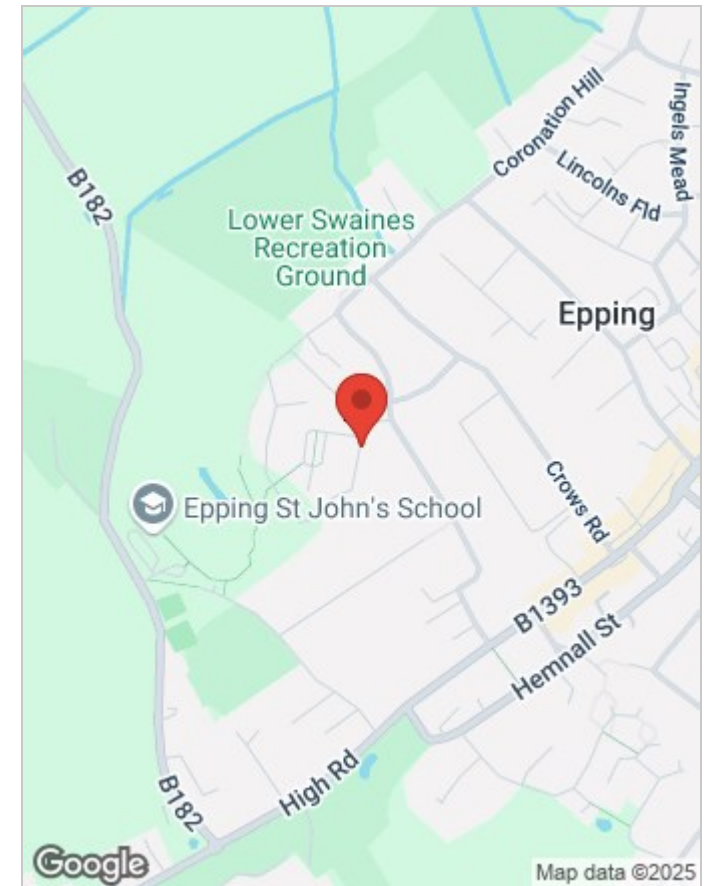 Ingels Mead
Coronation Hill
Lincolns Fld
B182
Lower Swaines
Recreation
Ground
Epping
Epping St John's School
Crows Rd
B1393
Hemnall St
High Rd
B182
Google
Map data ©2025